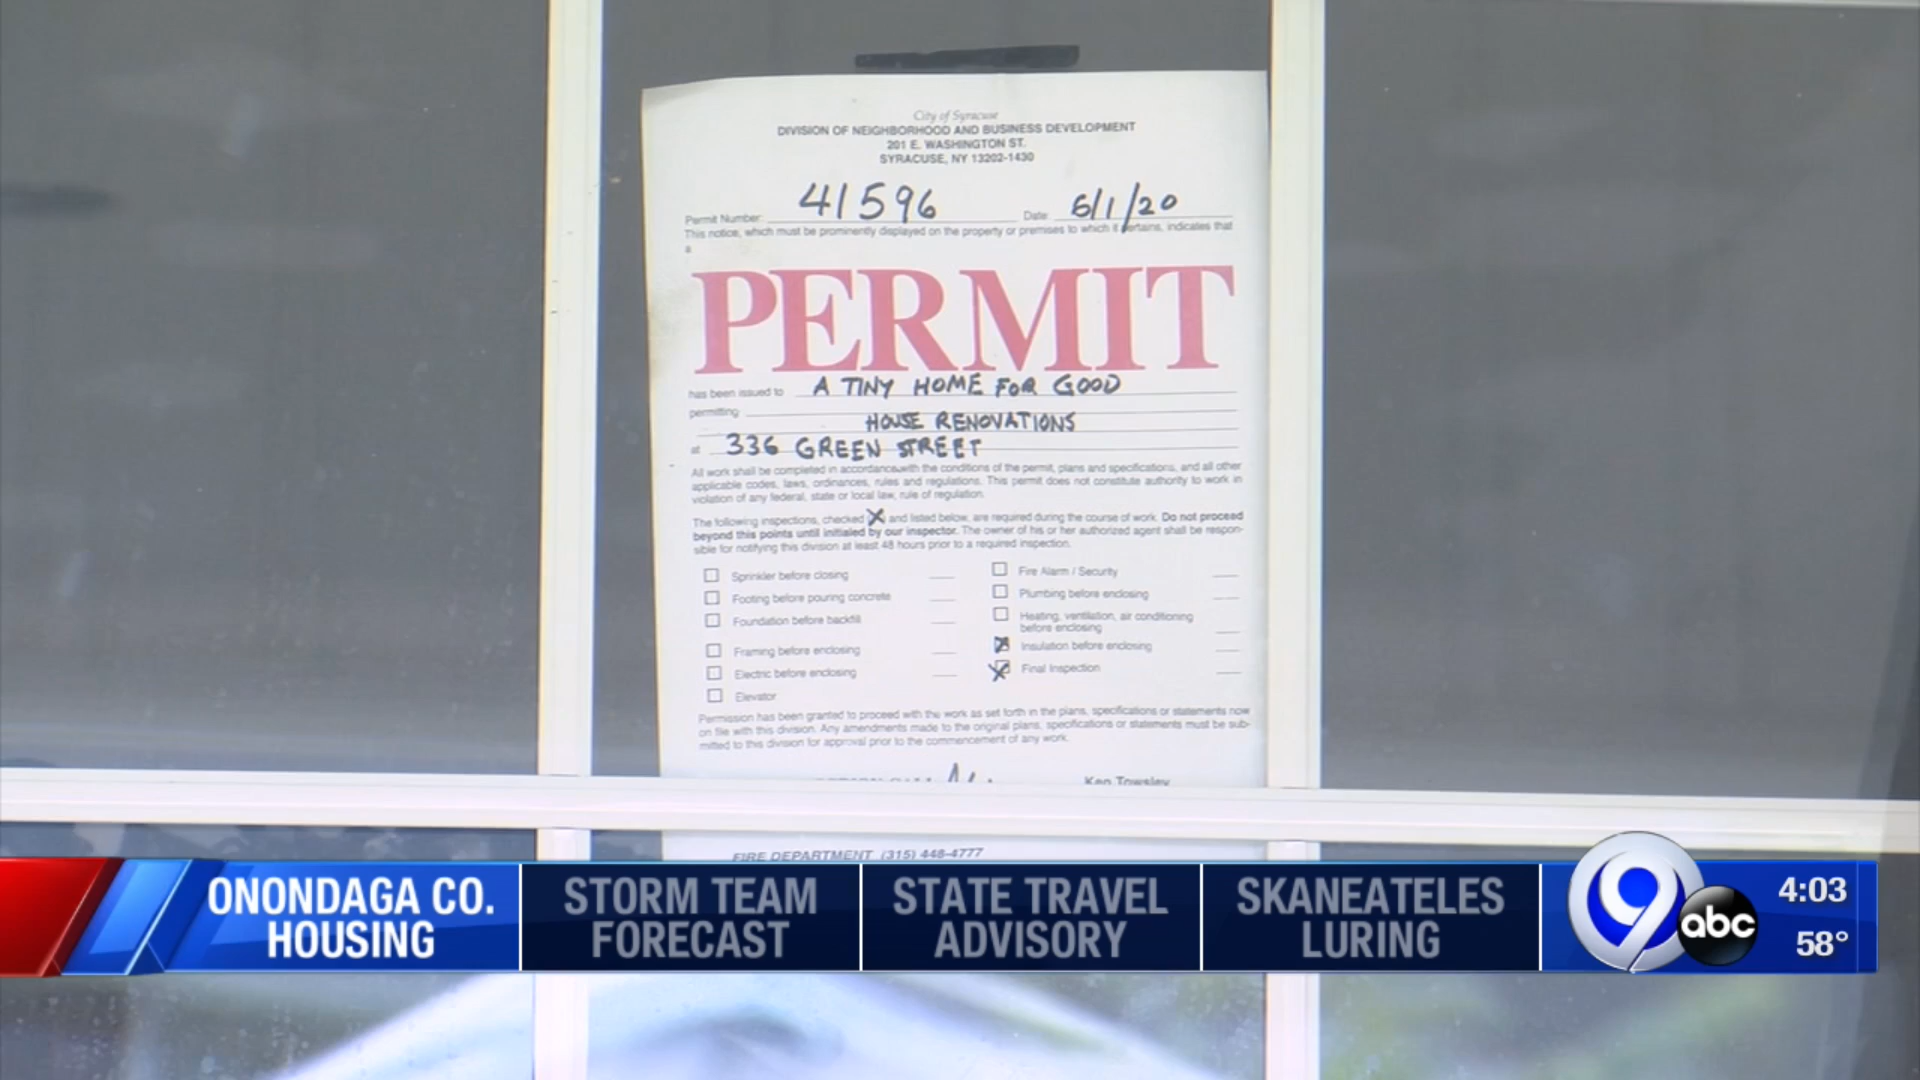 City of Syracuse
DIVISION OF NEIGHBORHOOD AND BUSINESS DEVELOPMENT
201 E. WASHINGTON ST.
SYRACUSE, NY 13202-1430
Permit Number: 41596 Date 6/1/20
This notice, which must be prominently displayed on the property or premises to which it pertains, indicates that
a
PERMIT
has been issued to A TINY HOME FOR GOOD
permitting
HOUSE RENOVATIONS
at 336 GREEN STREET
All work shall be completed in accordance with the conditions of the permit, plans and specifications, and all other
applicable codes, laws, ordinances, rules and regulations. This permit does not constitute authority to work in
violation of any federal, state or local law, rule of regulation.
The following inspections, checked X and listed below, are required during the course of work. Do not proceed
beyond this points until initialed by our inspector. The owner of his or her authorized agent shall be respon-
sible for notifying this division at least 48 hours prior to a required inspection.
Sprinkler before closing
Footing before pouring concrete
Foundation before backfill
Framing before enclosing
Electric before enclosing
Elevator
Fire Alarm / Security
Plumbing before enclosing
Heating, ventilation, air conditioning
before enclosing
Insulation before enclosing
Final Inspection
Permission has been granted to proceed with the work as set forth in the plans, specifications or statements now
on file with this division. Any amendments made to the original plans, specifications or statements must be sub-
mitted to this division for approval prior to the commencement of any work.
Ken Towsley
FIRE DEPARTMENT (315) 448-4777
ONONDAGA CO.
HOUSING
STORM TEAM
FORECAST
STATE TRAVEL
ADVISORY
SKANEATELES
LURING
9
abc
4:03
58°